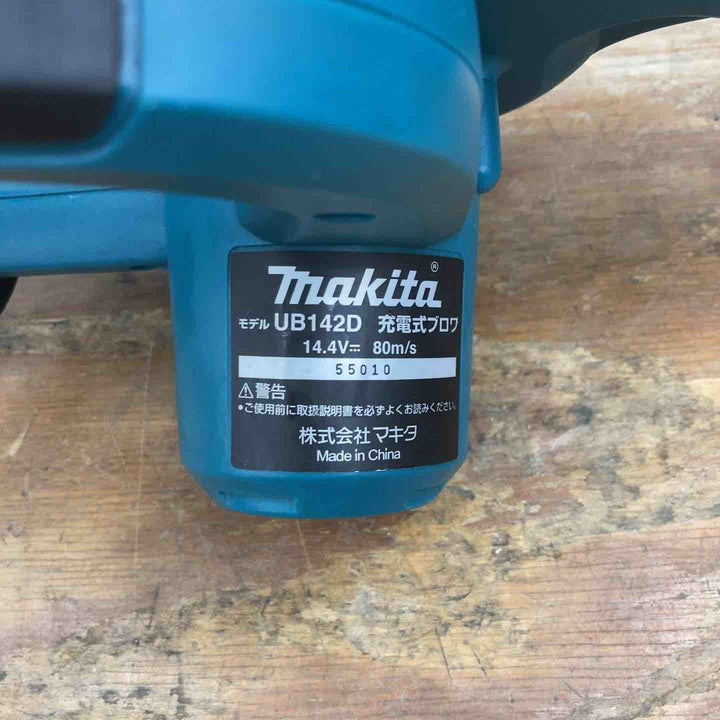 makita®
モデル UB142D 充電式ブロワ
14.4V⎓ 80m/s
55010
⚠警告
●ご使用前に取扱説明書を必ずよくお読みください。
株式会社マキタ
Made in China